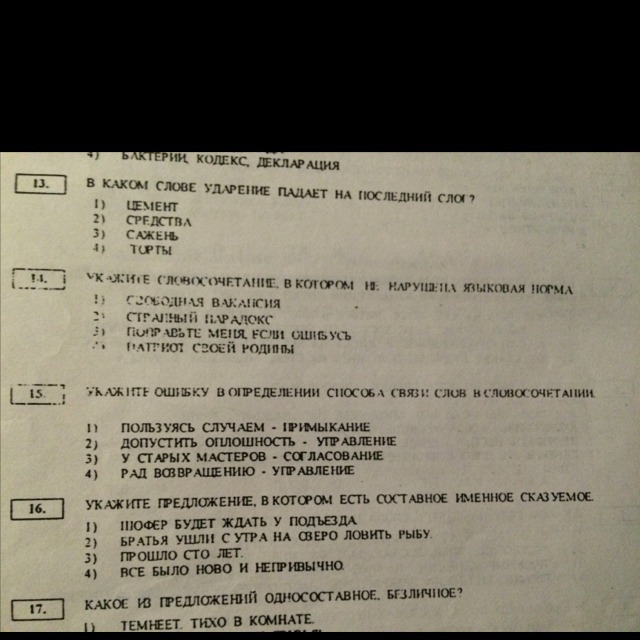 4) БАКТЕРИИ, КОДЕКС, ДЕКЛАРАЦИЯ
13. В КАКОМ СЛОВЕ УДАРЕНИЕ ПАДАЕТ НА ПОСЛЕДНИЙ СЛОГ?
1) ЦЕМЕНТ
2) СРЕДСТВА
3) САЖЕНЬ
4) ТОРТЫ
14. УКАЖИТЕ СЛОВОСОЧЕТАНИЕ, В КОТОРОМ НЕ НАРУШЕНА ЯЗЫКОВАЯ НОРМА
1) СВОБОДНАЯ ВАКАНСИЯ
2) СТРАННЫЙ ПАРАДОКС
3) ПОПРАВЬТЕ МЕНЯ, ЕСЛИ ОШИБУСЬ
4) ПАТРИОТ СВОЕЙ РОДИНЫ
15. УКАЖИТЕ ОШИБКУ В ОПРЕДЕЛЕНИИ СПОСОБА СВЯЗИ СЛОВ В СЛОВОСОЧЕТАНИИ.
1) ПОЛЬЗУЯСЬ СЛУЧАЕМ - ПРИМЫКАНИЕ
2) ДОПУСТИТЬ ОПЛОШНОСТЬ - УПРАВЛЕНИЕ
3) У СТАРЫХ МАСТЕРОВ - СОГЛАСОВАНИЕ
4) РАД ВОЗВРАЩЕНИЮ - УПРАВЛЕНИЕ
16. УКАЖИТЕ ПРЕДЛОЖЕНИЕ, В КОТОРОМ ЕСТЬ СОСТАВНОЕ ИМЕННОЕ СКАЗУЕМОЕ.
1) ШОФЕР БУДЕТ ЖДАТЬ У ПОДЪЕЗДА
2) БРАТЬЯ УШЛИ С УТРА НА ОЗЕРО ЛОВИТЬ РЫБУ.
3) ПРОШЛО СТО ЛЕТ.
4) ВСЕ БЫЛО НОВО И НЕПРИВЫЧНО.
17. КАКОЕ ИЗ ПРЕДЛОЖЕНИЙ ОДНОСОСТАВНОЕ, БЕЗЛИЧНОЕ?
1) ТЕМНЕЕТ. ТИХО В КОМНАТЕ.